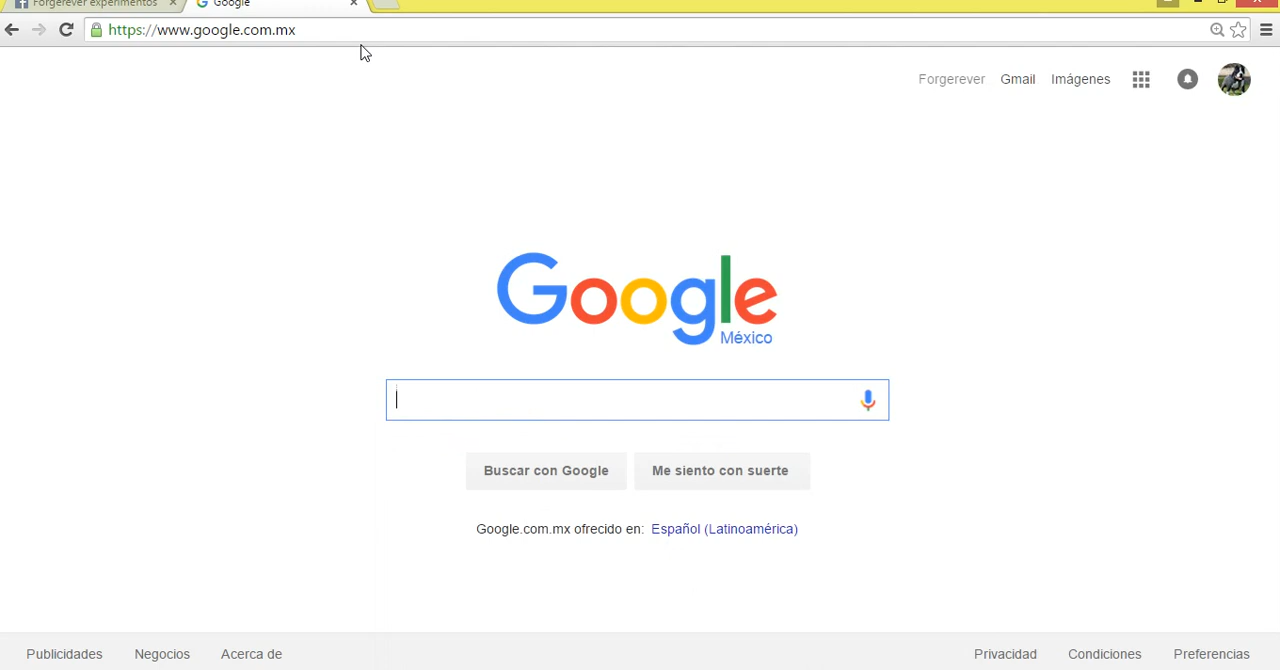 Forgerever experimentos
Google
https://www.google.com.mx
Forgerever Gmail Imágenes
Google
México
Buscar con Google Me siento con suerte
Google.com.mx ofrecido en: Español (Latinoamérica)
Publicidades Negocios Acerca de Privacidad Condiciones Preferencias